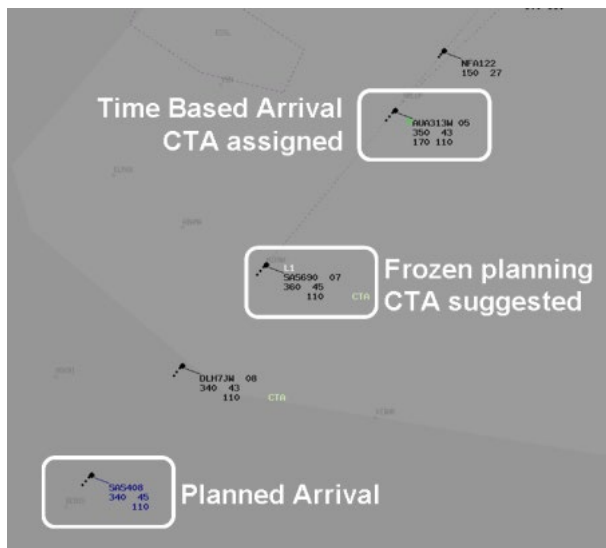 NFA122
150 27
Time Based Arrival
CTA assigned
AUA313W 05
350 43
170 110
L1
SAS690 07
360 45
110 CTA
Frozen planning
CTA suggested
DLH7JW 08
340 43
110 CTA
SAS408
340 45
110
Planned Arrival